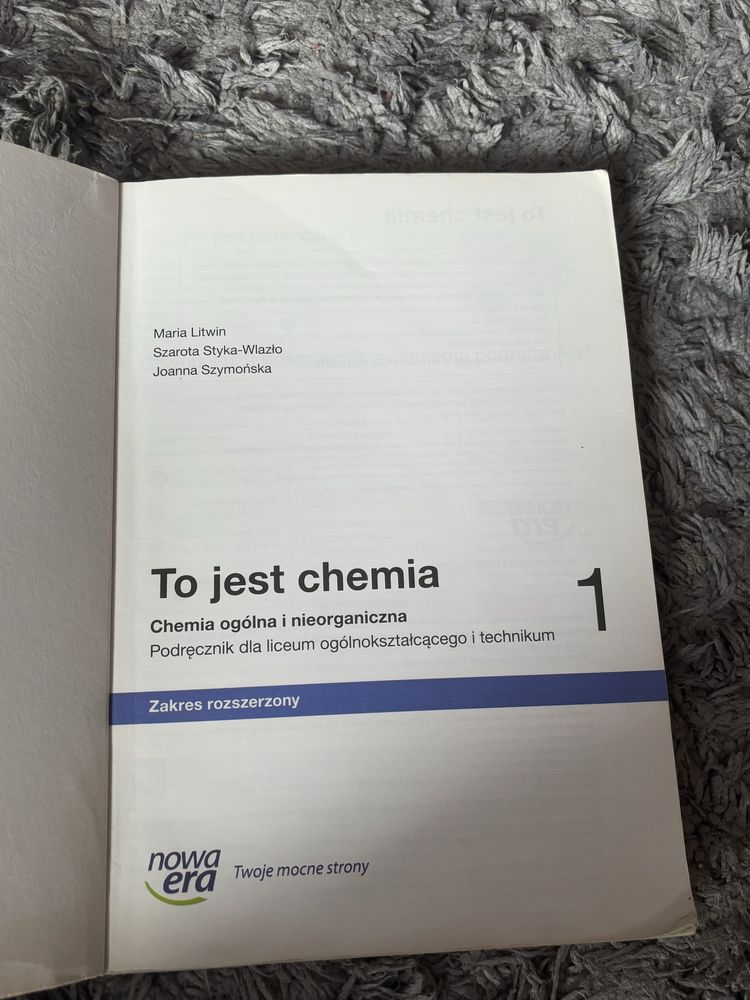 Maria Litwin
Szarota Styka-Wlazło
Joanna Szymońska
To jest chemia
1
Chemia ogólna i nieorganiczna
Podręcznik dla liceum ogólnokształcącego i technikum
Zakres rozszerzony
nowa
era
Twoje mocne strony